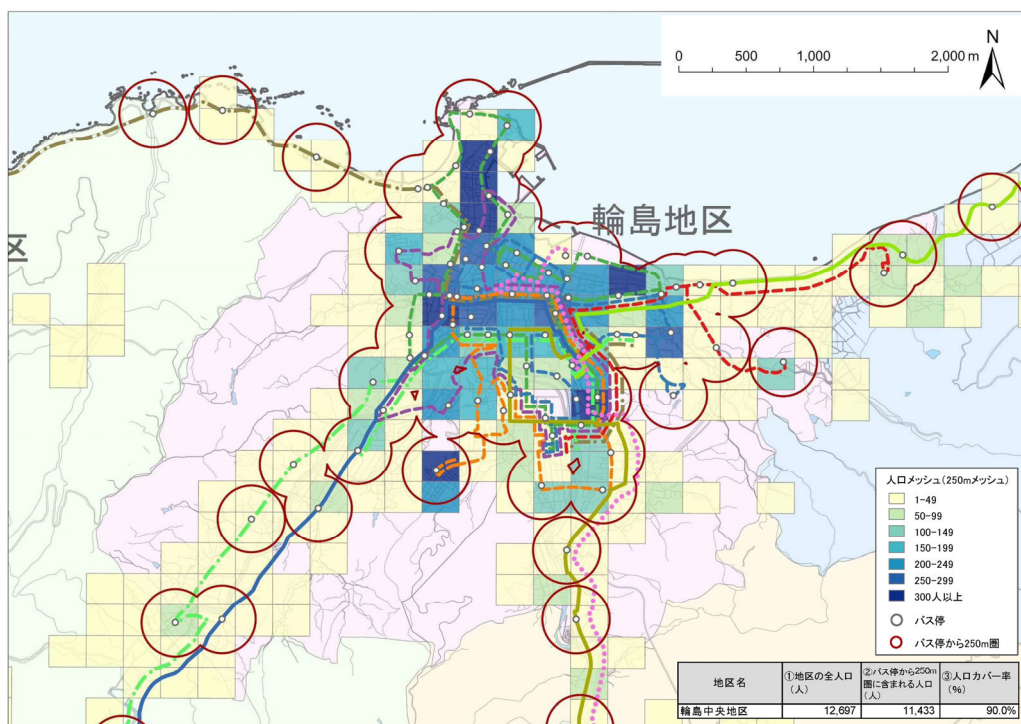 N
0 500 1,000 2,000 m
輪島地区
区
人口メッシュ(250mメッシュ)
1-49
50-99
100-149
150-199
200-249
250-299
300人以上
バス停
バス停から250m圏
地区名 ①地区の全人口(人) ②バス停から250m圏に含まれる人口(人) ③人口カバー率(%)
輪島中央地区 12,697 11,433 90.0%